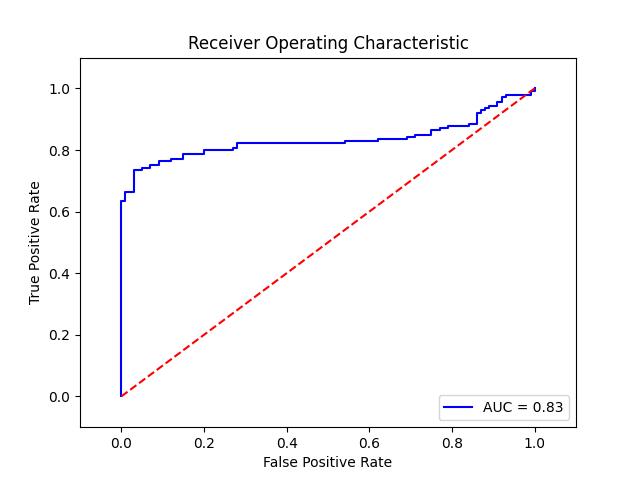 Receiver Operating Characteristic
1.0
0.8
0.6
0.4
0.2
0.0
True Positive Rate
AUC = 0.83
0.0 0.2 0.4 0.6 0.8 1.0
False Positive Rate